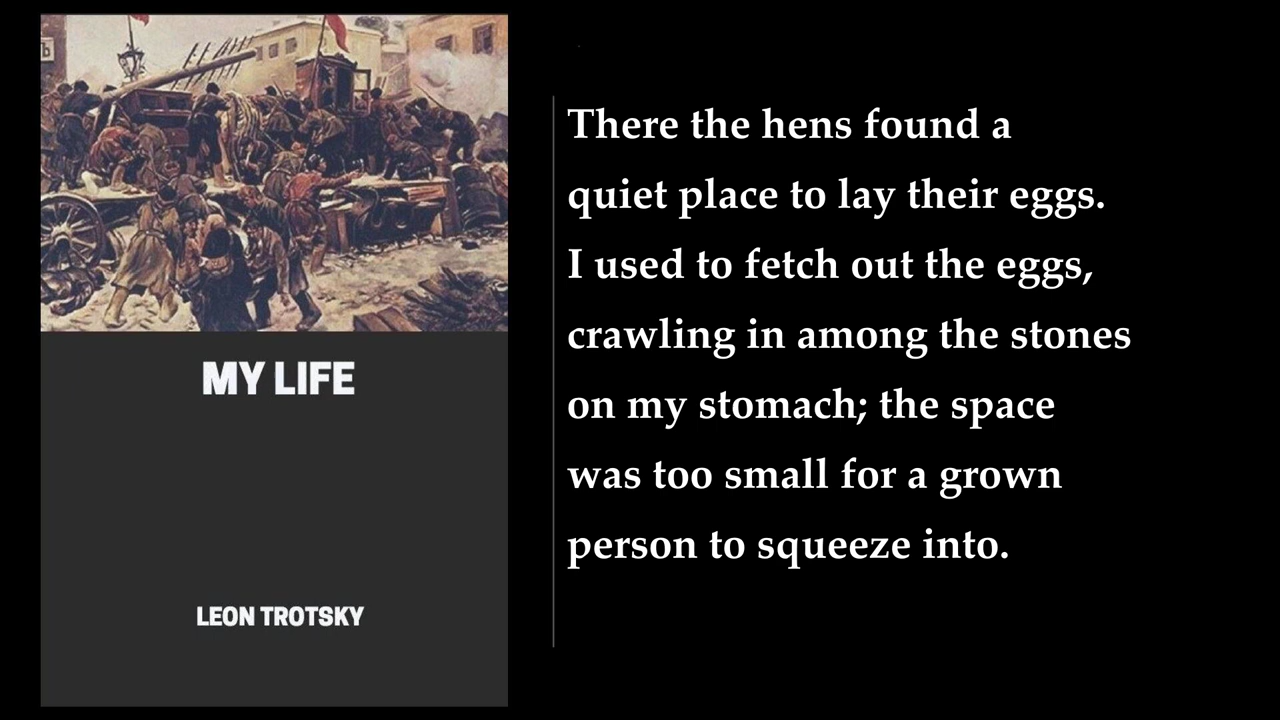 MY LIFE
LEON TROTSKY
There the hens found a
quiet place to lay their eggs.
I used to fetch out the eggs,
crawling in among the stones
on my stomach; the space
was too small for a grown
person to squeeze into.